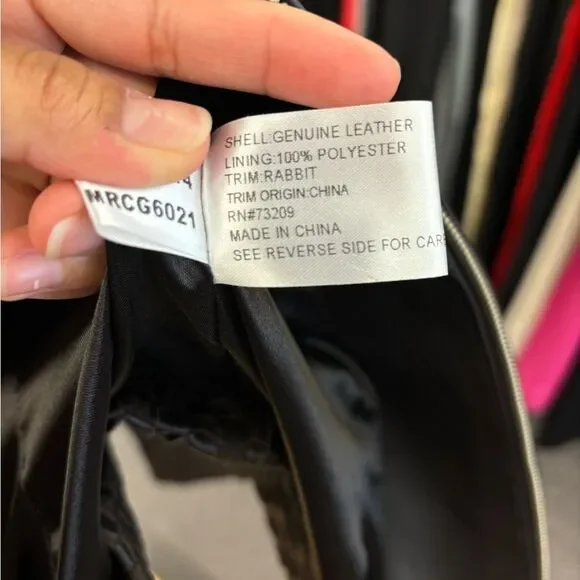 MRCG6021
SHELL:GENUINE LEATHER
LINING:100% POLYESTER
TRIM:RABBIT
TRIM ORIGIN:CHINA
RN#73209
MADE IN CHINA
SEE REVERSE SIDE FOR CAR